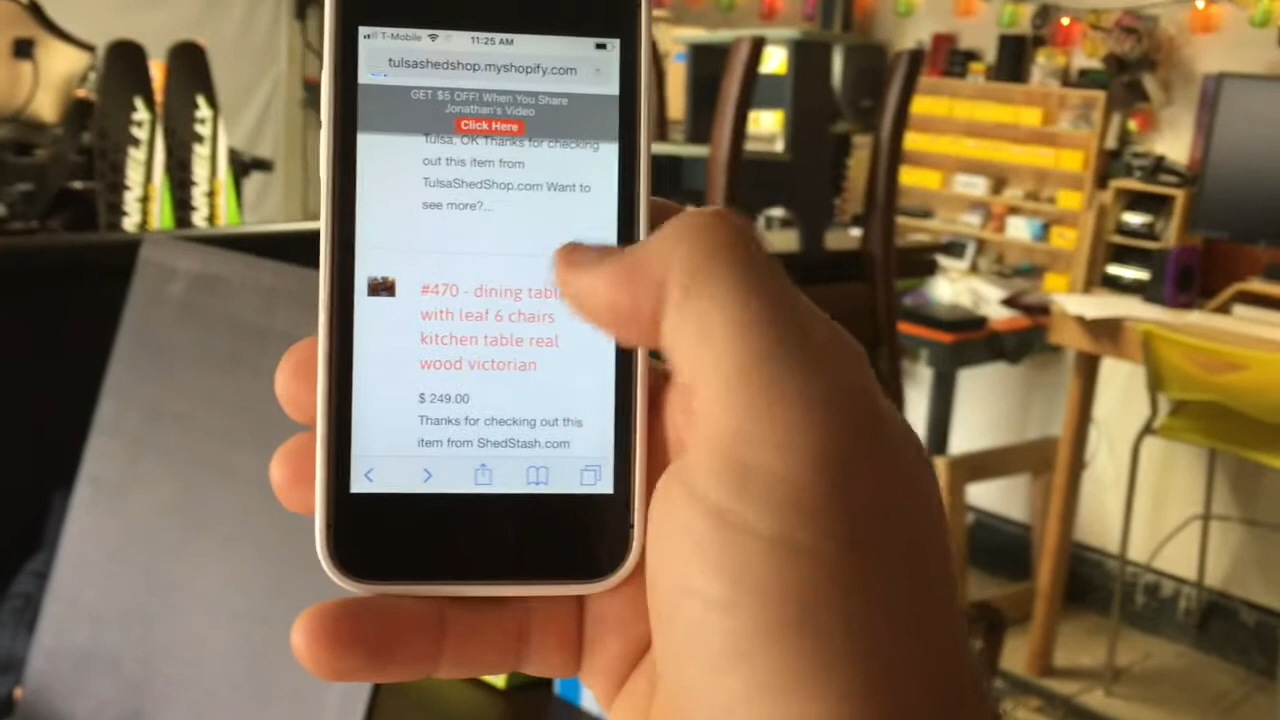 T-Mobile
11:25 AM
tulsashedshop.myshopify.com
GET $5 OFF! When You Share
Jonathan's Video
Click Here
Tulsa, OK Thanks for checking
out this item from
TulsaShedShop.com Want to
see more?...
#470 - dining tabl
with leaf 6 chairs
kitchen table real
wood victorian
$ 249.00
Thanks for checking out this
item from ShedStash.com